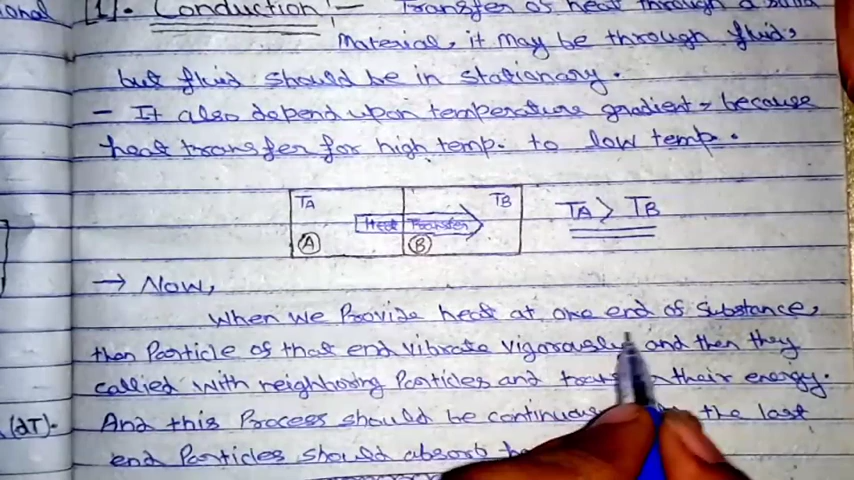 onal
[1]. Conduction :- Transfer of heat through a solid
Material, it may be through fluid,
but fluid should be in stationary.
- It also depend upon temperature gradient, because
heat transfer for high temp. to low temp.
TA TB TA > TB
Heat Transfer
A B
→ Now,
When we Provide heat at one end of substance,
then Particle of that end vibrate vigorously and then they
callied with neighboring Particles and their energy.
(dT). And this Process should be the last
end Particles should absorb